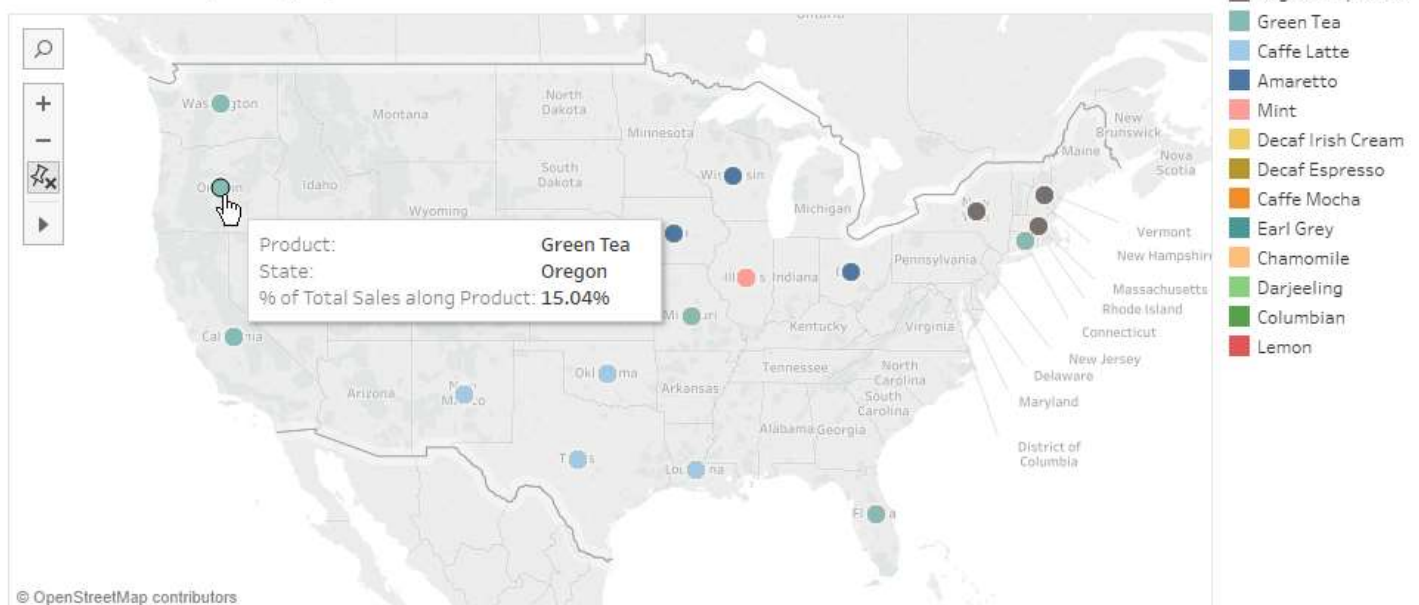 Green Tea
Caffe Latte
Amaretto
Mint
Decaf Irish Cream
Decaf Espresso
Caffe Mocha
Earl Grey
Chamomile
Darjeeling
Columbian
Lemon
Montana
North
Dakota
Minnesota
New
Brunswick
Maine
Nova
Scotia
South
Dakota
Idaho
Wyoming
Michigan
Vermont
New Hampshire
Massachusetts
Rhode Island
Connecticut
New Jersey
Delaware
Maryland
District of
Columbia
Product: Green Tea
State: Oregon
% of Total Sales along Product: 15.04%
Indiana
Pennsylvania
Kentucky
Virginia
Tennessee
North
Carolina
South
Carolina
Arizona
Arkansas
Alabama
Georgia
© OpenStreetMap contributors